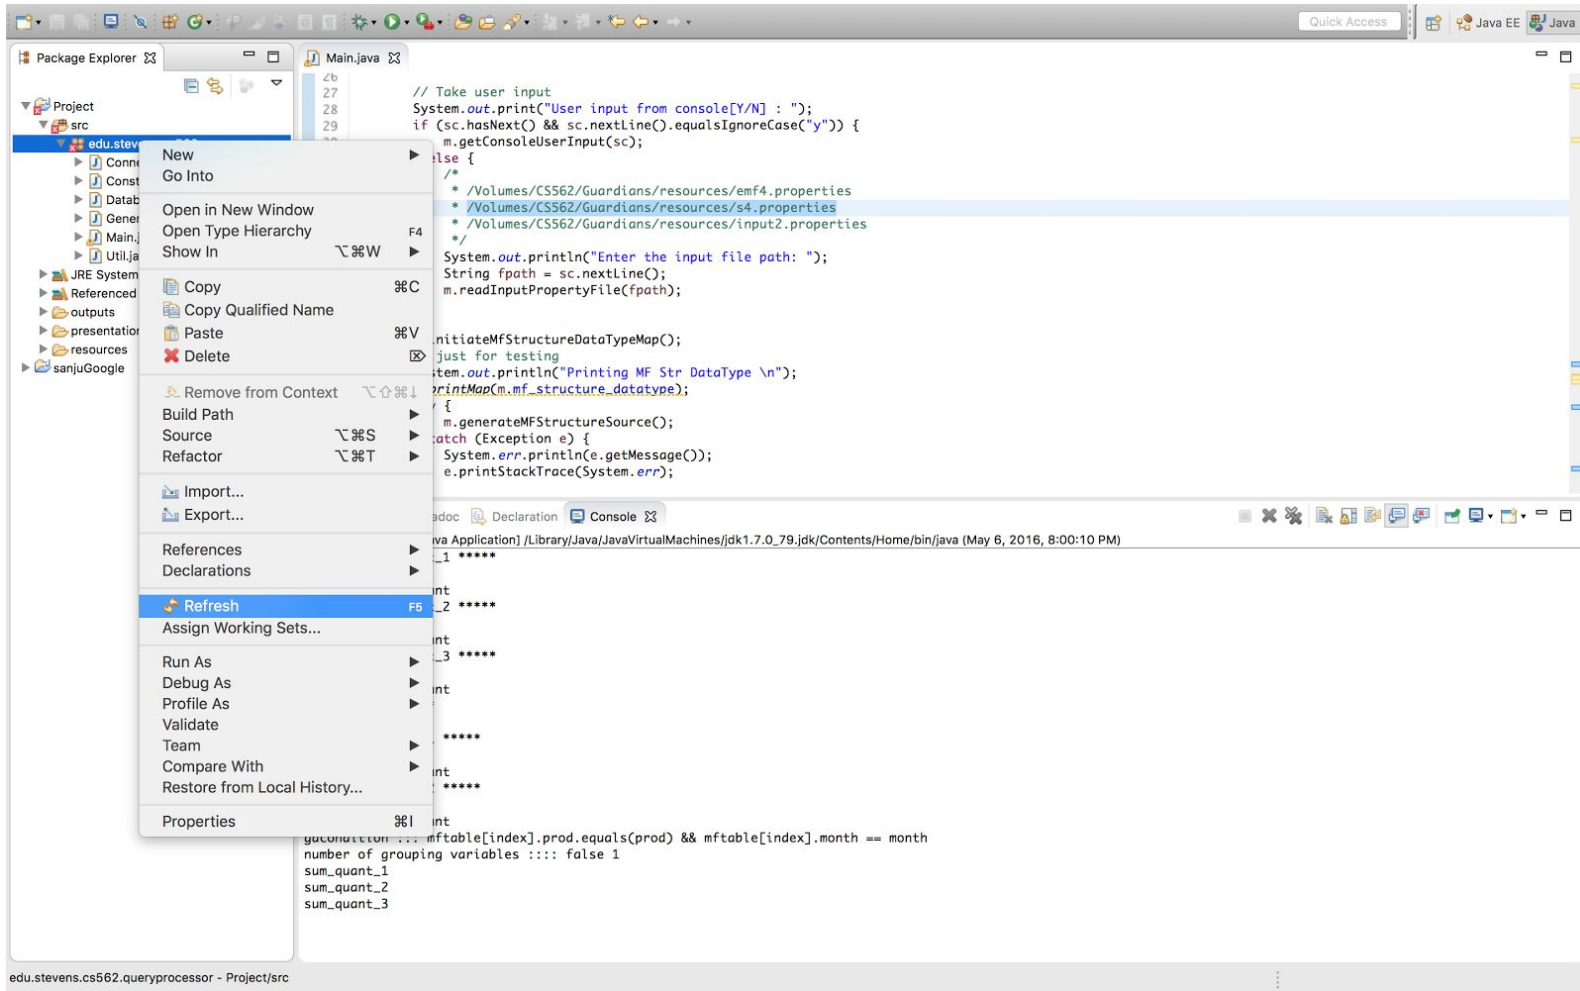 Quick Access
Java EE
Java
Package Explorer
Main.java
Project
src
edu.stev
Conne
Const
Datab
Gener
Main.j
Util.ja
JRE System
Referenced
outputs
presentation
resources
sanjuGoogle
New
Go Into
Open in New Window
Open Type Hierarchy F4
Show In ⌥⌘W
Copy ⌘C
Copy Qualified Name
Paste ⌘V
Delete ⌦
Remove from Context ⌥⇧⌘↓
Build Path
Source ⌥⌘S
Refactor ⌥⌘T
Import...
Export...
References
Declarations
Refresh F5
Assign Working Sets...
Run As
Debug As
Profile As
Validate
Team
Compare With
Restore from Local History...
Properties ⌘I
26
27 // Take user input
28 System.out.print("User input from console[Y/N] : ");
29 if (sc.hasNext() && sc.nextLine().equalsIgnoreCase("y")) {
m.getConsoleUserInput(sc);
lse {
/*
* /Volumes/CS562/Guardians/resources/emf4.properties
* /Volumes/CS562/Guardians/resources/s4.properties
* /Volumes/CS562/Guardians/resources/input2.properties
*/
System.out.println("Enter the input file path: ");
String fpath = sc.nextLine();
m.readInputPropertyFile(fpath);
nitiateMfStructureDataTypeMap();
just for testing
tem.out.println("Printing MF Str DataType \n");
printMap(m.mf_structure_datatype);
{
m.generateMFStructureSource();
catch (Exception e) {
System.err.println(e.getMessage());
e.printStackTrace(System.err);
adoc
Declaration
Console
va Application] /Library/Java/JavaVirtualMachines/jdk1.7.0_79.jdk/Contents/Home/bin/java (May 6, 2016, 8:00:10 PM)
_1 *****
nt
_2 *****
nt
_3 *****
nt
*****
nt
*****
nt
::: mftable[index].prod.equals(prod) && mftable[index].month == month
number of grouping variables :::: false 1
sum_quant_1
sum_quant_2
sum_quant_3
edu.stevens.cs562.queryprocessor - Project/src